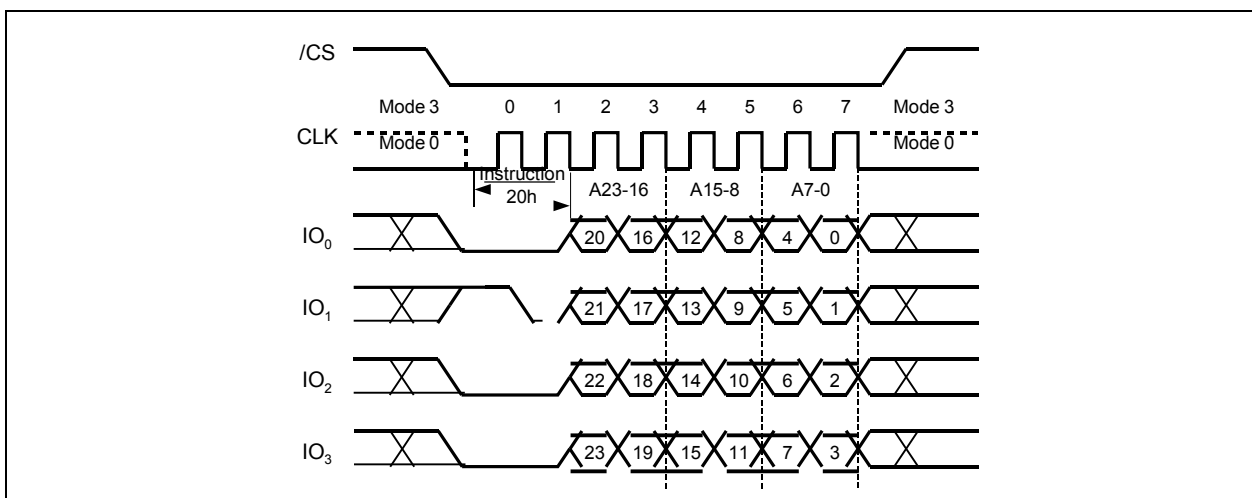 /CS
Mode 3 0 1 2 3 4 5 6 7 Mode 3
CLK Mode 0 Mode 0
Instruction
20h A23-16 A15-8 A7-0
IO0 20 16 12 8 4 0
IO1 21 17 13 9 5 1
IO2 22 18 14 10 6 2
IO3 23 19 15 11 7 3